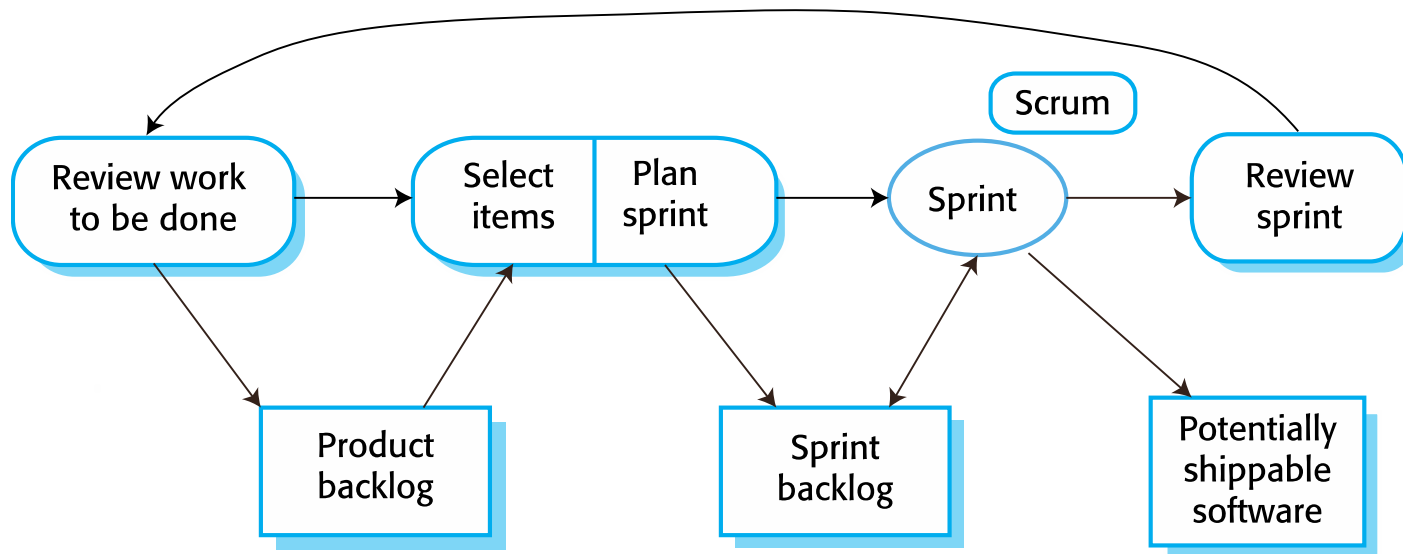 Scrum
Review work
to be done
Select
items
Plan
sprint
Sprint
Review
sprint
Product
backlog
Sprint
backlog
Potentially
shippable
software